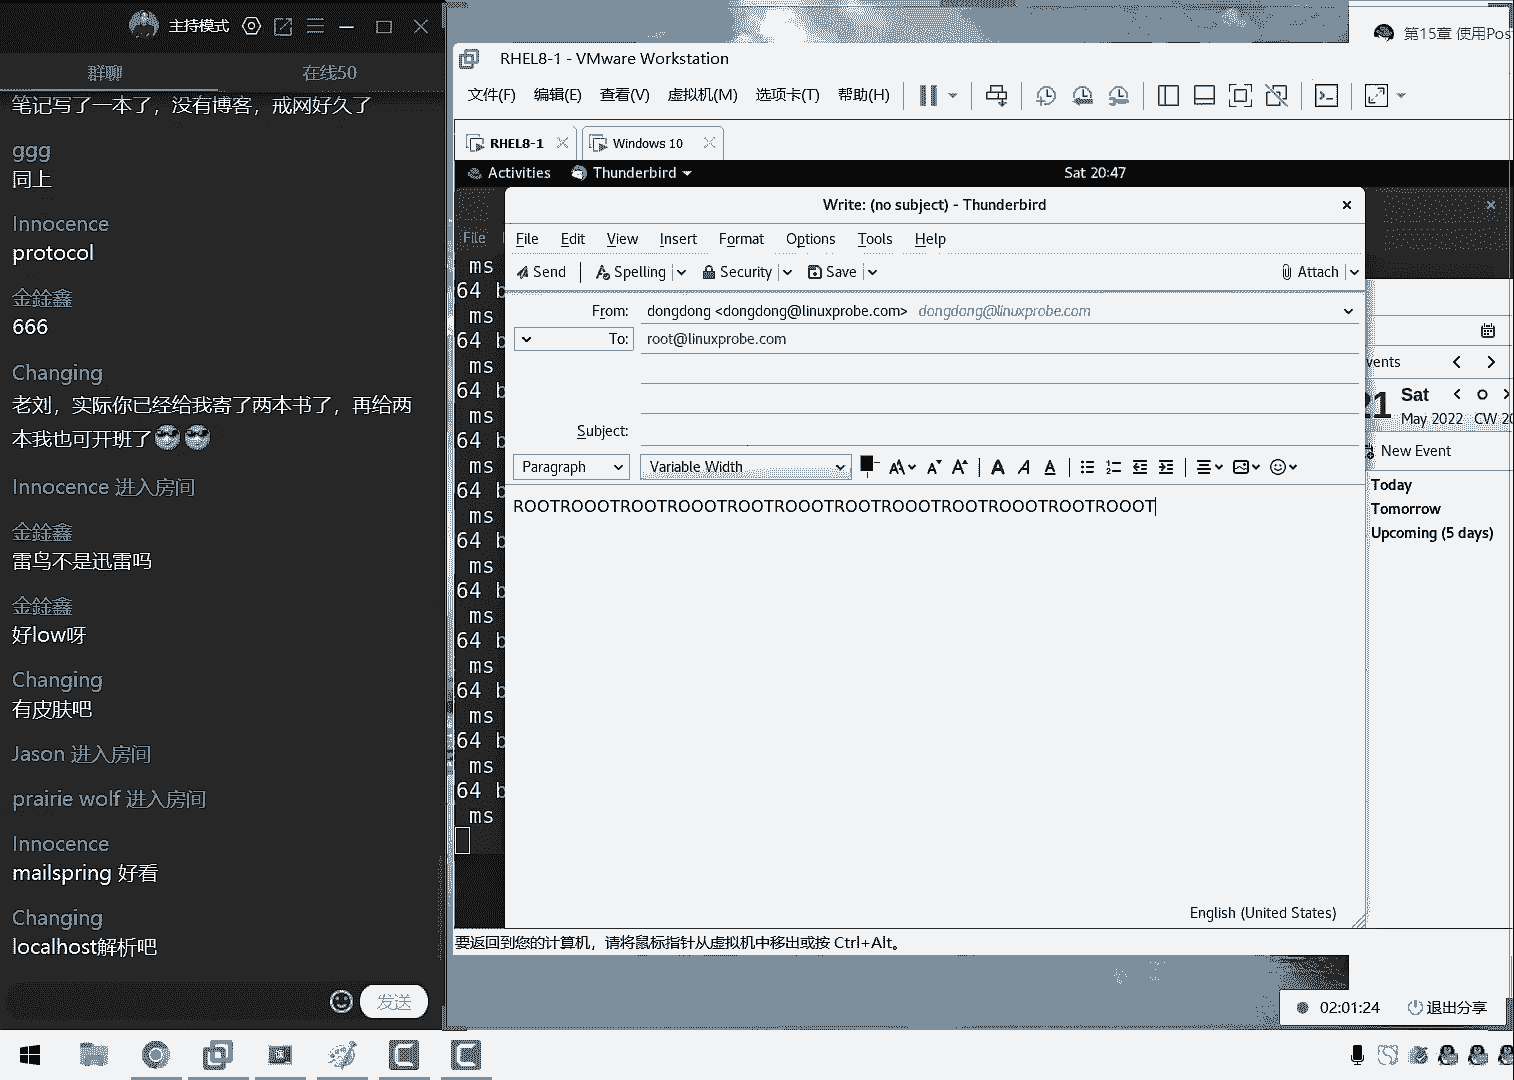 主持模式
群聊
在线50
笔记写了一本了，没有博客，戒网好久了
ggg
同上
Innocence
protocol
金銓鑫
666
Changing
老刘，实际你已经给我寄了两本书了，再给两
本我也可开班了
Innocence 进入房间
金銓鑫
雷鸟不是迅雷吗
金銓鑫
好low呀
Changing
有皮肤吧
Jason 进入房间
prairie wolf 进入房间
Innocence
mailspring 好看
Changing
localhost解析吧
发送
第15章 使用Pos
RHEL8-1 - VMware Workstation
文件(F) 编辑(E) 查看(V) 虚拟机(M) 选项卡(T) 帮助(H)
RHEL8-1
Windows 10
Activities Thunderbird Sat 20:47
Write: (no subject) - Thunderbird
File
File Edit View Insert Format Options Tools Help
Send Spelling Security Save Attach
From: dongdong <dongdong@linuxprobe.com> dongdong@linuxprobe.com
To: root@linuxprobe.com
Subject:
Paragraph Variable Width
ROOTROOOTROOTROOOTROOTROOOTROOTROOOTROOTROOOTROOTROOOT
ms
64 b
ms
64 b
ms
64 b
ms
64 b
ms
64 b
ms
64 b
ms
64 b
ms
64 b
ms
64 b
ms
64 b
ms
64 b
ms
English (United States)
vents
21 Sat
May 2022 CW 20
New Event
Today
Tomorrow
Upcoming (5 days)
要返回到您的计算机，请将鼠标指针从虚拟机中移出或按 Ctrl+Alt。
02:01:24 退出分享